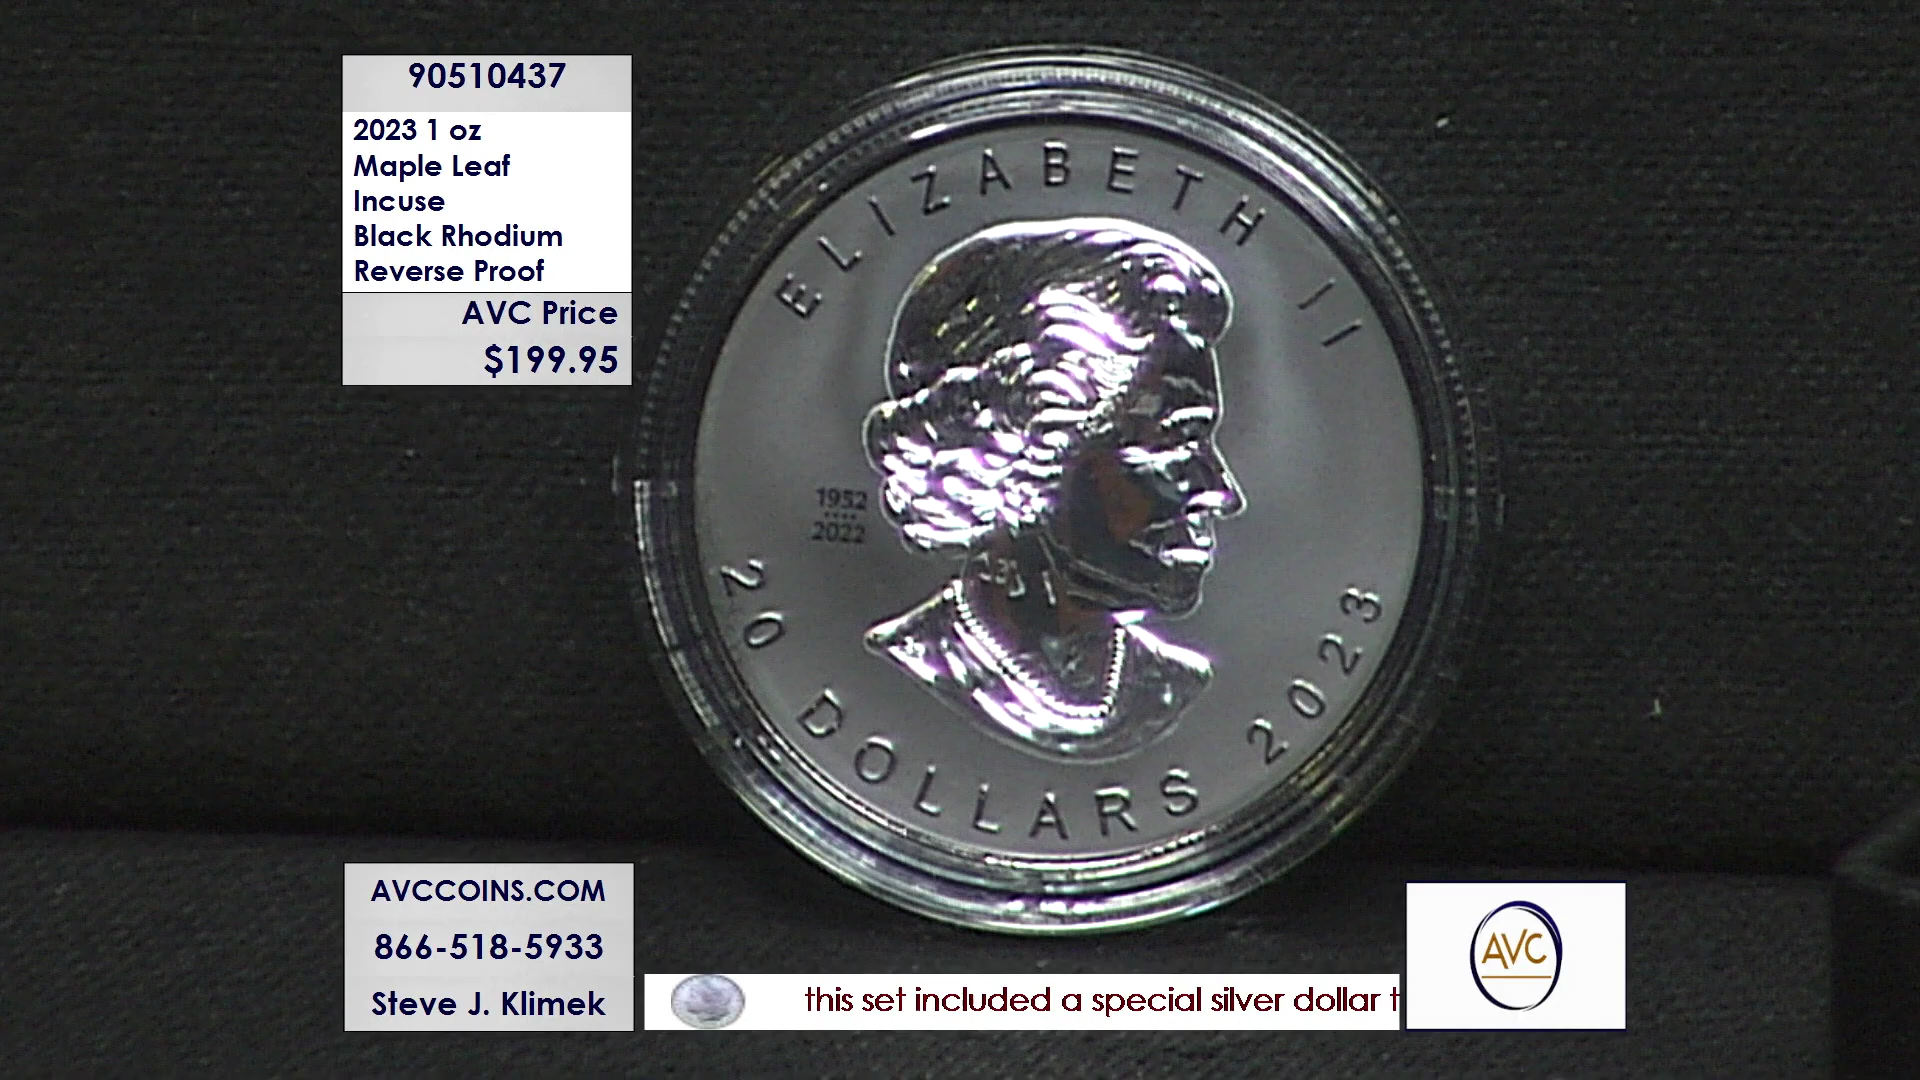 90510437
2023 1 oz
Maple Leaf
Incuse
Black Rhodium
Reverse Proof
AVC Price
$199.95
ELIZABETH II
1952
2022
20 DOLLARS 2023
AVCCOINS.COM
866-518-5933
Steve J. Klimek
this set included a special silver dollar t
AVC